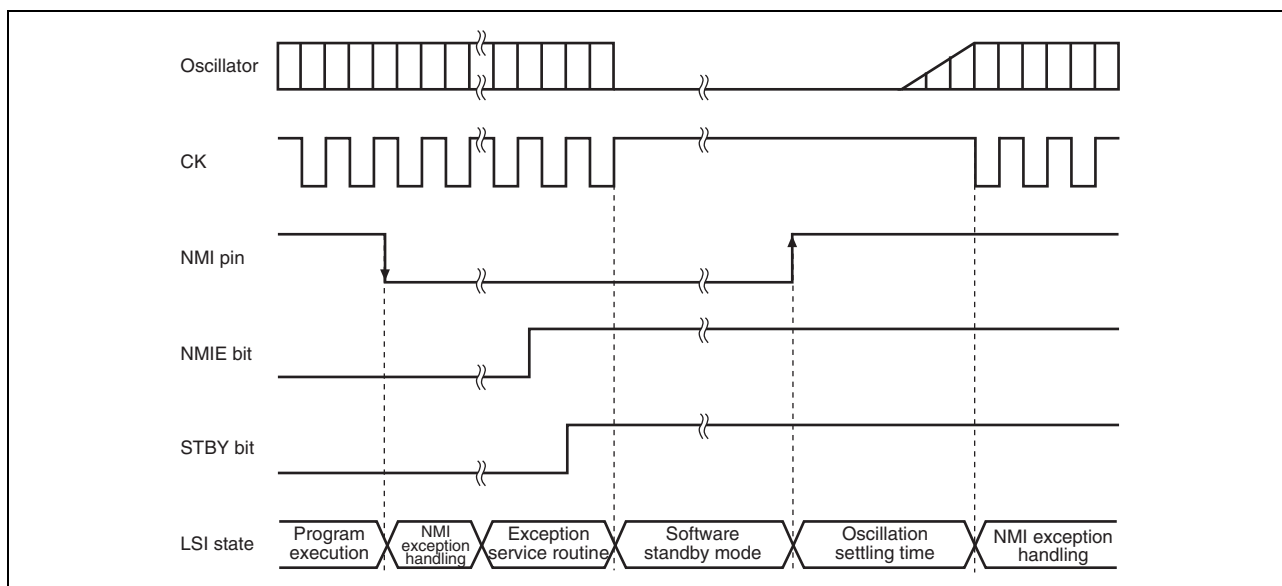 Oscillator
CK
NMI pin
NMIE bit
STBY bit
LSI state
Program
execution
NMI
exception
handling
Exception
service routine
Software
standby mode
Oscillation
settling time
NMI exception
handling